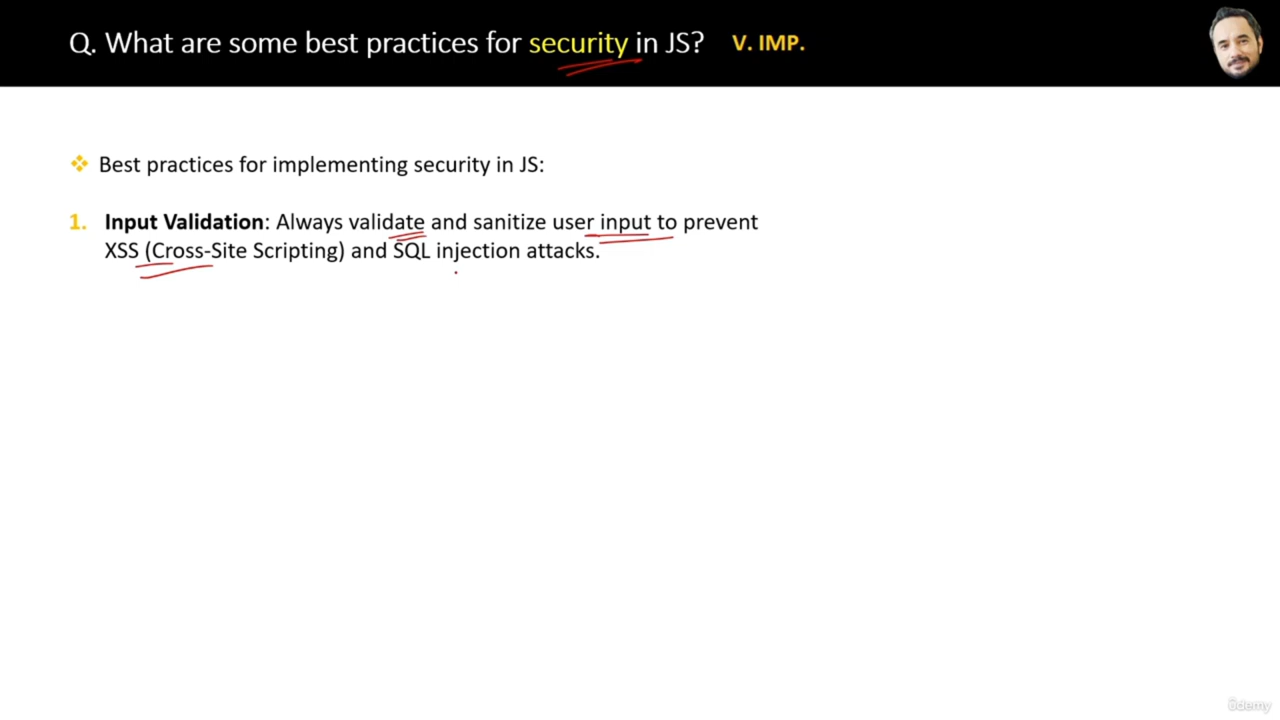 Q. What are some best practices for security in JS? V. IMP.
Best practices for implementing security in JS:
1. Input Validation: Always validate and sanitize user input to prevent
XSS (Cross-Site Scripting) and SQL injection attacks.
ûdemy